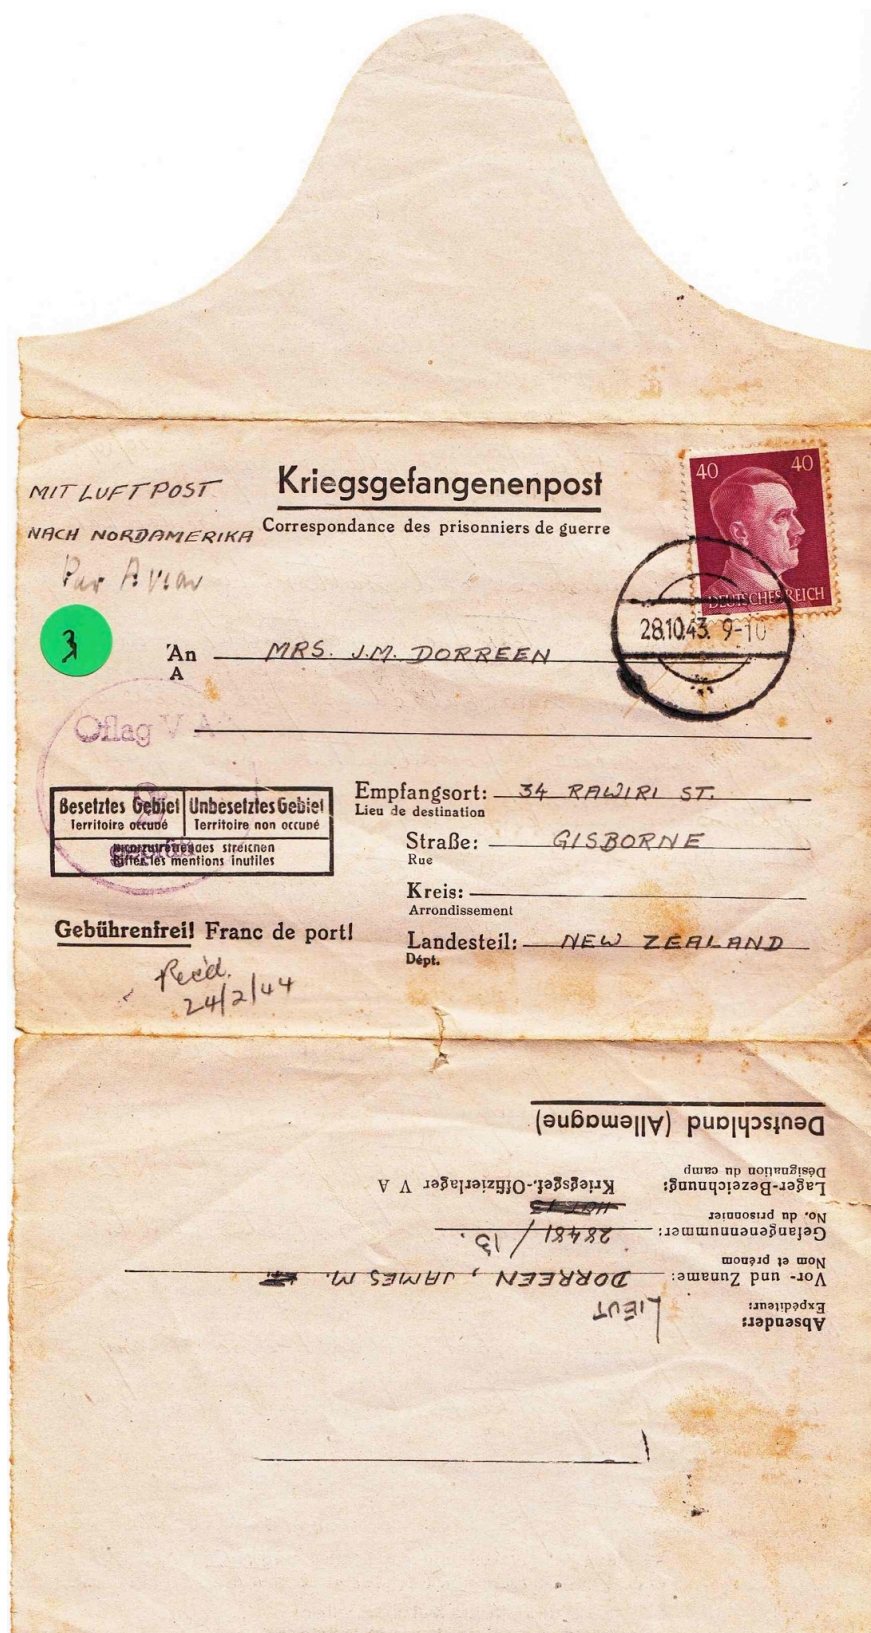 MIT LUFTPOST
NACH NORDAMERIKA
Par Avion
Kriegsgefangenenpost
Correspondance des prisonniers de guerre
40 40
DEUTSCHES REICH
28.10.43. 9-10
3
An MRS. J.M. DORREEN
A
Oflag V A
Besetztes Gebiet Unbesetztes Gebiet
Territoire occupé Territoire non occupé
Nichtzutreffendes streichen
Biffer les mentions inutiles
geprüft
Empfangsort: 34 RAWIRI ST.
Lieu de destination
Straße: GISBORNE
Rue
Kreis:
Arrondissement
Landesteil: NEW ZEALAND
Dépt.
Gebührenfrei! Franc de port!
Recd.
24/2/44
Absender:
Expéditeur:
LIEUT
Vor- und Zuname: DORREEN, JAMES M.
Nom et prénom
Gefangenennummer: 28481 / 13.
No. du prisonnier
Lager-Bezeichnung: Kriegsgef.-Offizierlager V A
Désignation du camp
Deutschland (Allemagne)